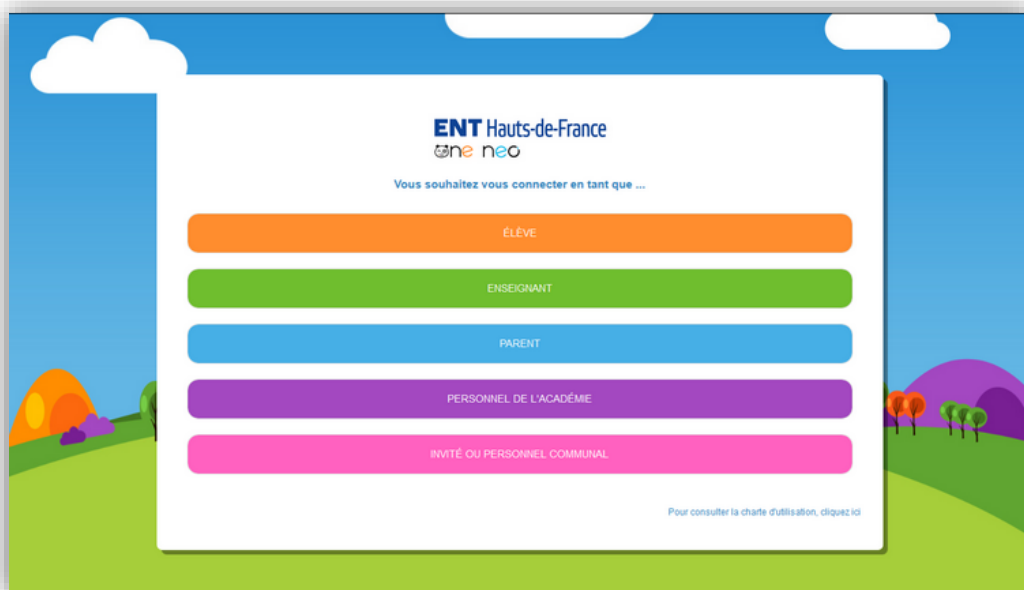 ENT Hauts-de-France
One neo
Vous souhaitez vous connecter en tant que ...
ÉLÈVE
ENSEIGNANT
PARENT
PERSONNEL DE L'ACADÉMIE
INVITÉ OU PERSONNEL COMMUNAL
Pour consulter la charte d'utilisation, cliquez ici